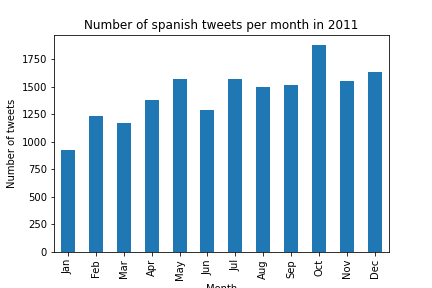 Number of spanish tweets per month in 2011
Number of tweets
1750
1500
1250
1000
750
500
250
0
Jan Feb Mar Apr May Jun Jul Aug Sep Oct Nov Dec
Month